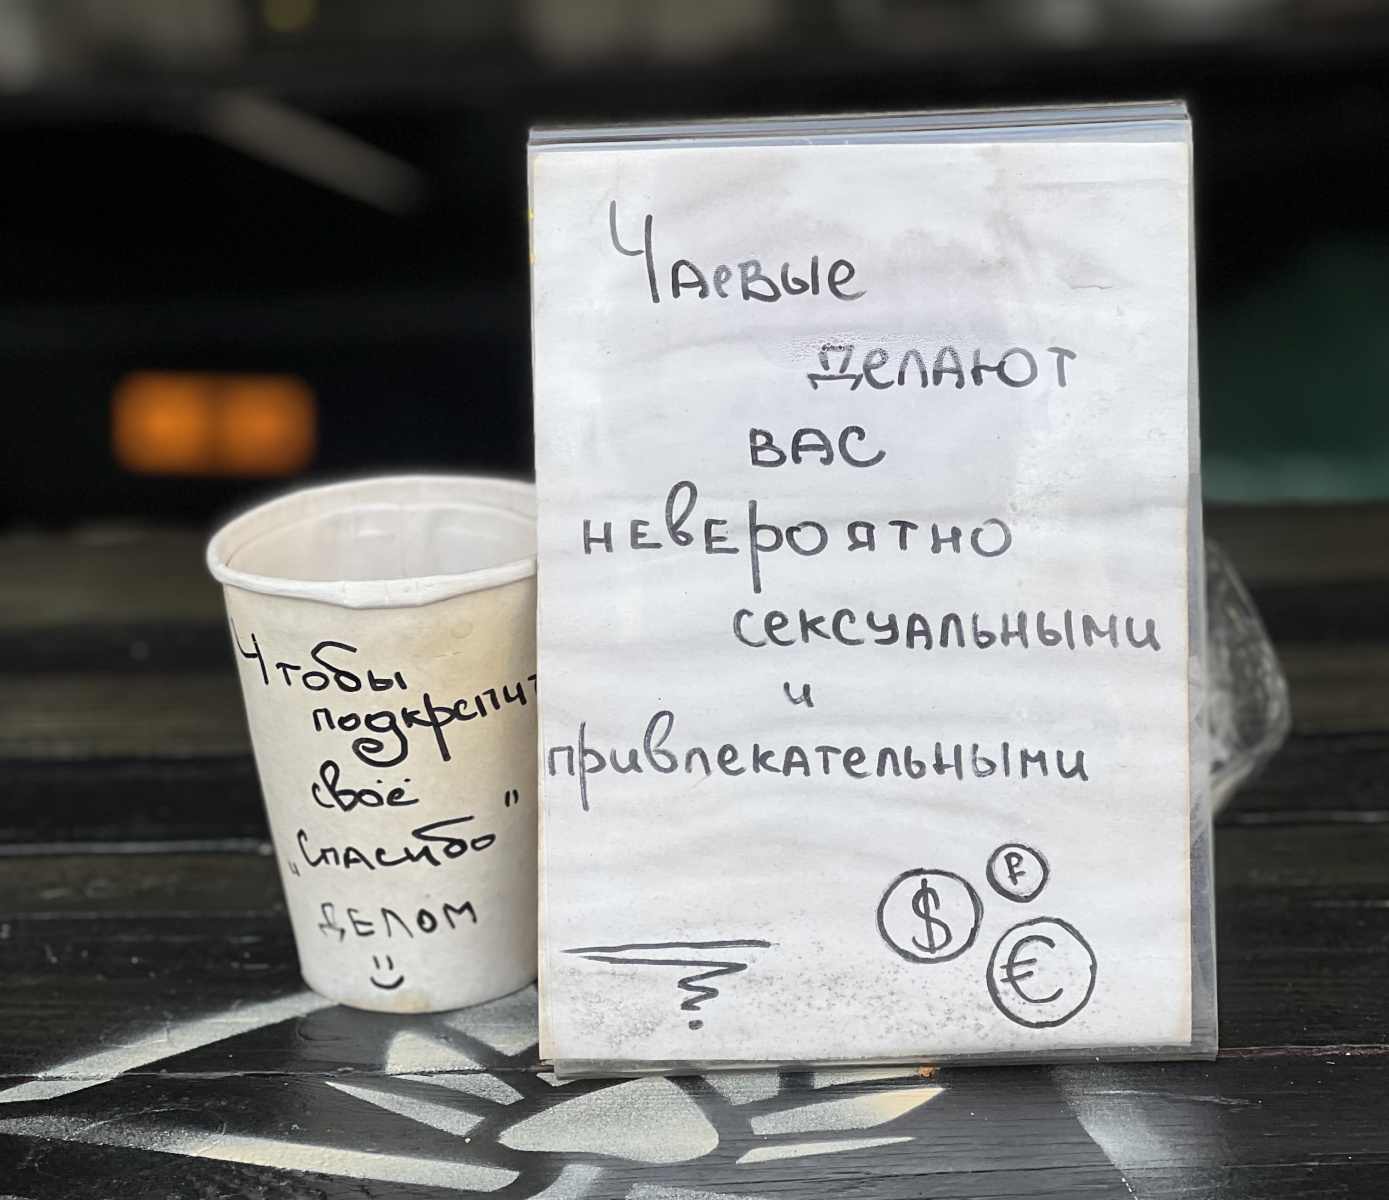 Чтобы
подкрепить
своё
„Спасибо"
делом
Чаевые
делают
вас
невероятно
сексуальными
и
привлекательными
₽
$
€